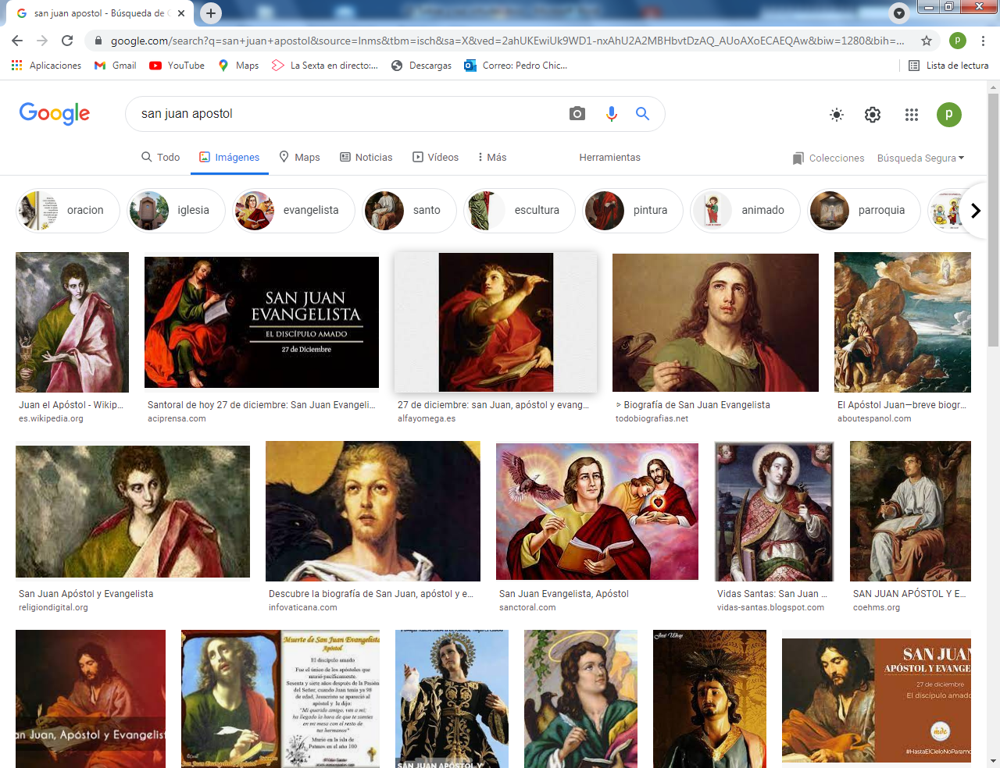 san juan apostol - Búsqueda de G
google.com/search?q=san+juan+apostol&source=lnms&tbm=isch&sa=X&ved=2ahUKEwiUk9WD1-nxAhU2A2MBHbvtDzAQ_AUoAXoECAEQAw&biw=1280&bih=...
P
Aplicaciones
Gmail
YouTube
Maps
La Sexta en directo:...
Descargas
Correo: Pedro Chic...
Lista de lectura
Google
san juan apostol
p
Todo
Imágenes
Maps
Noticias
Vídeos
Más
Herramientas
Colecciones
Búsqueda Segura
oracion
iglesia
evangelista
santo
escultura
pintura
animado
parroquia
SAN JUAN
EVANGELISTA
EL DISCÍPULO AMADO
27 de Diciembre
Juan el Apóstol - Wikip...
es.wikipedia.org
Santoral de hoy 27 de diciembre: San Juan Evangeli...
aciprensa.com
27 de diciembre: san Juan, apóstol y evang...
alfayomega.es
> Biografía de San Juan Evangelista
todobiografias.net
El Apóstol Juan—breve biogr...
aboutespanol.com
San Juan Apóstol y Evangelista
religiondigital.org
Descubre la biografía de San Juan, apóstol y e...
infovaticana.com
San Juan Evangelista, Apóstol
sanctoral.com
Vidas Santas: San Juan ...
vidas-santas.blogspot.com
SAN JUAN APÓSTOL Y E...
coehms.org
an Juan, Apóstol y Evangelist
Muerte de San Juan Evangelista
Apóstol
El discípulo amado
Fue el único de los apóstoles que
murió pacíficamente.
Sesenta y siete años después de la Pasión
del Señor, cuando Juan tenía ya 98
de edad, Jesucristo se apareció al
apóstol y le dijo:
"Mi querido amigo, ven a mí;
ha llegado la hora de que te sientes
en mi mesa con el resto de
tus hermanos"
Murió en la isla de
Patmos en el año 100
San Juan Evangelista, Apóstol
SAN JUAN APÓSTOL Y
José Uhay
SAN JUAN
APÓSTOL Y EVANGE
27 de diciembre
El discípulo amado
mdc
#HastaElCieloNoParamo